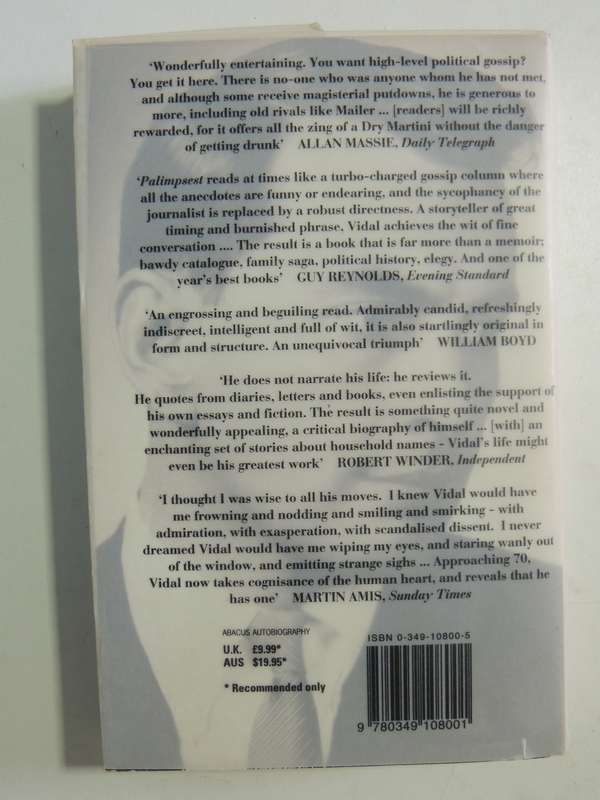 ‘Wonderfully entertaining. You want high-level political gossip?
You get it here. There is no-one who was anyone whom he has not met,
and although some receive magisterial putdowns, he is generous to
more, including old rivals like Mailer ... [readers] will be richly
rewarded, for it offers all the zing of a Dry Martini without the danger
of getting drunk’ ALLAN MASSIE, Daily Telegraph
‘Palimpsest reads at times like a turbo-charged gossip column where
all the anecdotes are funny or endearing, and the sycophancy of the
journalist is replaced by a robust directness. A storyteller of great
timing and burnished phrase, Vidal achieves the wit of fine
conversation .... The result is a book that is far more than a memoir:
bawdy catalogue, family saga, political history, elegy. And one of the
year's best books’ GUY REYNOLDS, Evening Standard
‘An engrossing and beguiling read. Admirably candid, refreshingly
indiscreet, intelligent and full of wit, it is also startlingly original in
form and structure. An unequivocal triumph’ WILLIAM BOYD
‘He does not narrate his life: he reviews it.
He quotes from diaries, letters and books, even enlisting the support of
his own essays and fiction. The result is something quite novel and
wonderfully appealing, a critical biography of himself ... [with] an
enchanting set of stories about household names - Vidal's life might
even be his greatest work’ ROBERT WINDER, Independent
‘I thought I was wise to all his moves. I knew Vidal would have
me frowning and nodding and smiling and smirking - with
admiration, with exasperation, with scandalised dissent. I never
dreamed Vidal would have me wiping my eyes, and staring wanly out
of the window, and emitting strange sighs ... Approaching 70,
Vidal now takes cognisance of the human heart, and reveals that he
has one’ MARTIN AMIS, Sunday Times
ABACUS AUTOBIOGRAPHY
U.K. £9.99*
AUS $19.95*
* Recommended only
ISBN 0-349-10800-5
9 780349 108001